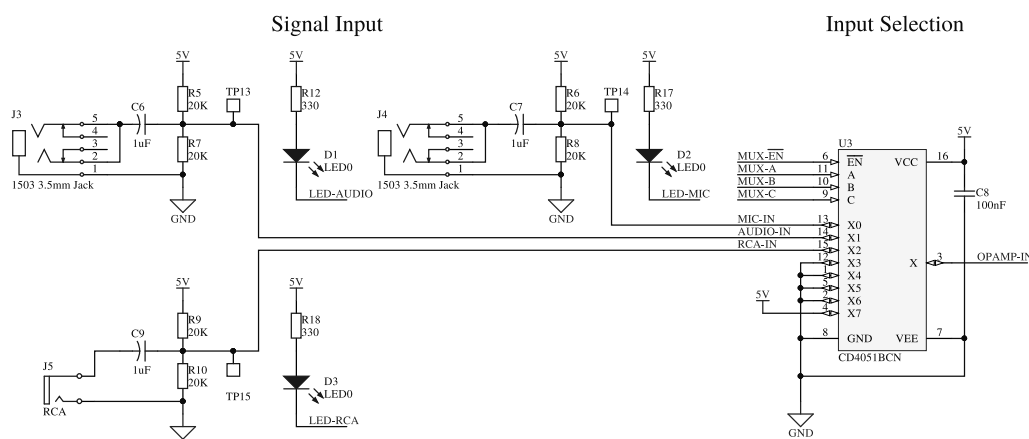 Signal Input
Input Selection
5V
5V
5V
5V
J3
C6
1uF
R5
20K
TP13
R12
330
J4
C7
1uF
R6
20K
TP14
R17
330
5
4
3
2
1
R7
20K
5
4
3
2
1
R8
20K
1503 3.5mm Jack
D1
LED0
LED-AUDIO
1503 3.5mm Jack
D2
LED0
LED-MIC
GND
GND
5V
U3
MUX-EN
6
EN
VCC
16
MUX-A
11
A
MUX-B
10
B
MUX-C
9
C
C8
100nF
MIC-IN
13
X0
AUDIO-IN
14
X1
RCA-IN
15
X2
12
X3
X
3
OPAMP-IN
1
X4
5
X5
2
X6
5V
4
X7
8
GND
VEE
7
CD4051BCN
GND
5V
5V
R9
20K
R18
330
C9
1uF
J5
RCA
R10
20K
TP15
D3
LED0
LED-RCA